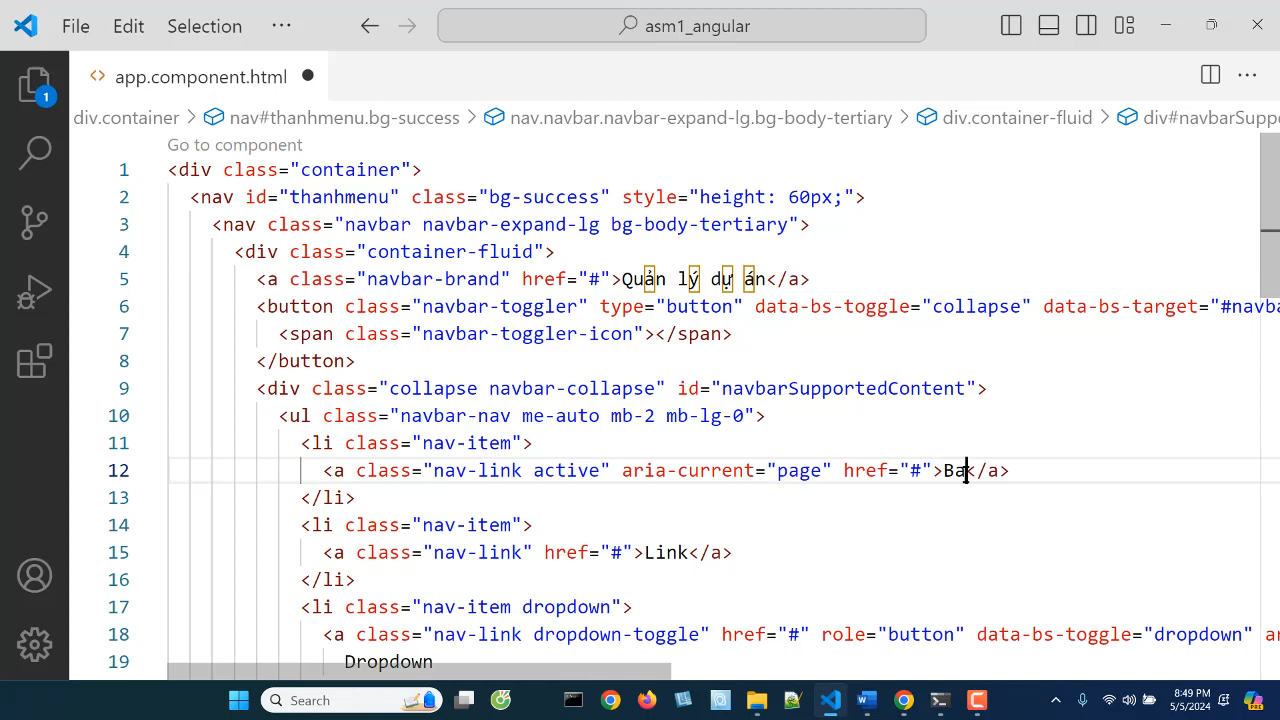 File Edit Selection ··· asm1_angular
1
app.component.html
div.container > nav#thanhmenu.bg-success > nav.navbar.navbar-expand-lg.bg-body-tertiary > div.container-fluid > div#navbarSuppo
Go to component
1 <div class="container">
2 <nav id="thanhmenu" class="bg-success" style="height: 60px;">
3 <nav class="navbar navbar-expand-lg bg-body-tertiary">
4 <div class="container-fluid">
5 <a class="navbar-brand" href="#">Quản lý dự án</a>
6 <button class="navbar-toggler" type="button" data-bs-toggle="collapse" data-bs-target="#navba
7 <span class="navbar-toggler-icon"></span>
8 </button>
9 <div class="collapse navbar-collapse" id="navbarSupportedContent">
10 <ul class="navbar-nav me-auto mb-2 mb-lg-0">
11 <li class="nav-item">
12 <a class="nav-link active" aria-current="page" href="#">Ba</a>
13 </li>
14 <li class="nav-item">
15 <a class="nav-link" href="#">Link</a>
16 </li>
17 <li class="nav-item dropdown">
18 <a class="nav-link dropdown-toggle" href="#" role="button" data-bs-toggle="dropdown" ar
19 Dropdown
Search
8:49 PM
5/5/2024